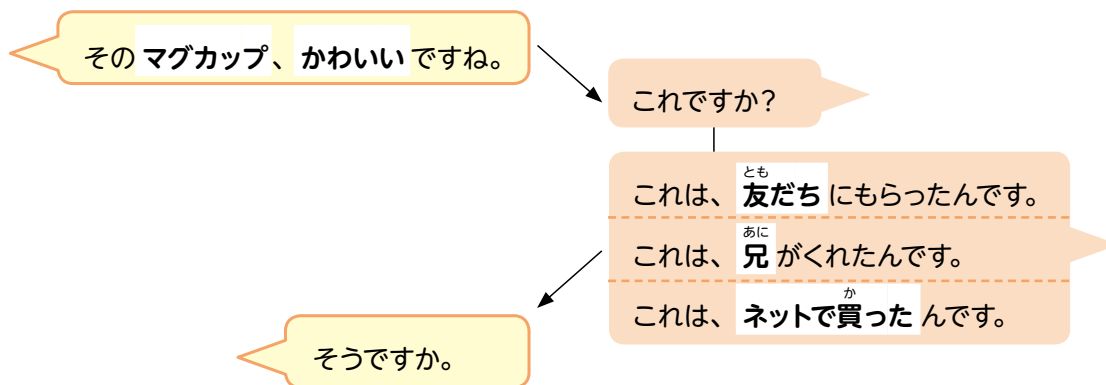 その マグカップ 、 かわいい ですね。
これですか?
これは、 友だち にもらったんです。
とも
これは、 兄 がくれたんです。
あに
これは、 ネットで買った んです。
か
そうですか。